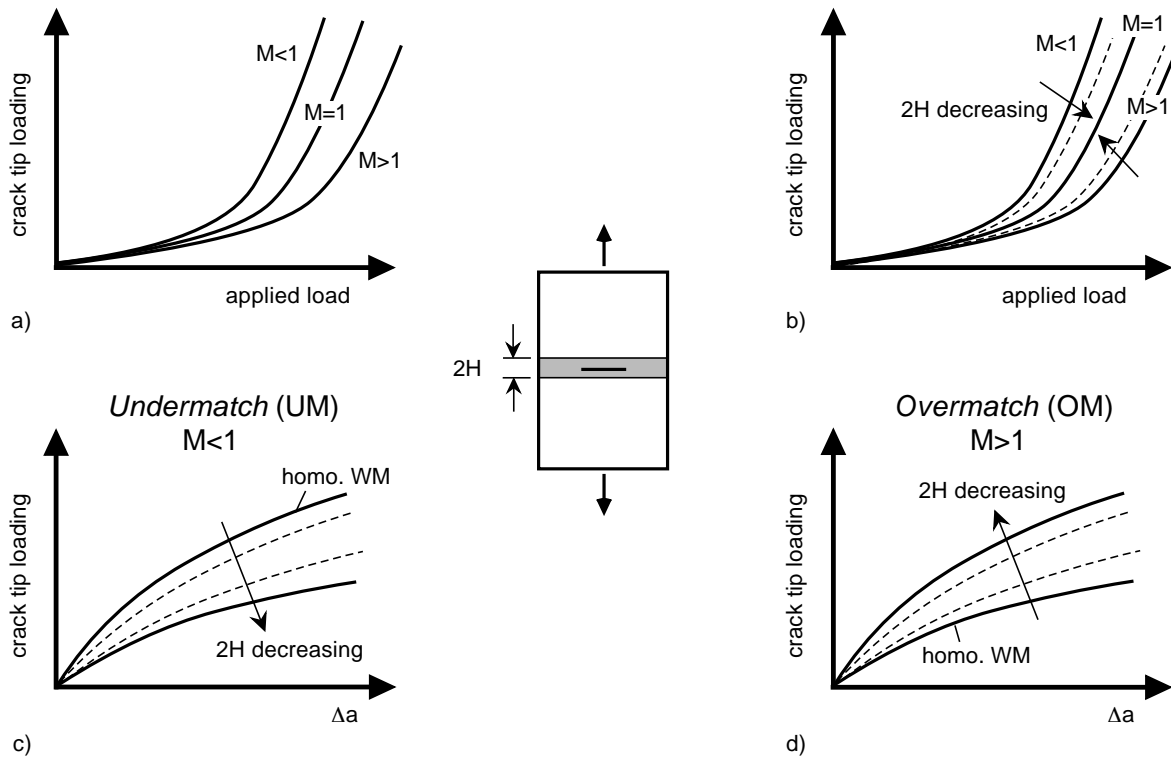 crack tip loading
M<1
M=1
M>1
applied load
a)
crack tip loading
M<1
M=1
2H decreasing
M>1
applied load
b)
2H
Undermatch (UM)
M<1
crack tip loading
homo. WM
2H decreasing
Δa
c)
Overmatch (OM)
M>1
crack tip loading
2H decreasing
homo. WM
Δa
d)